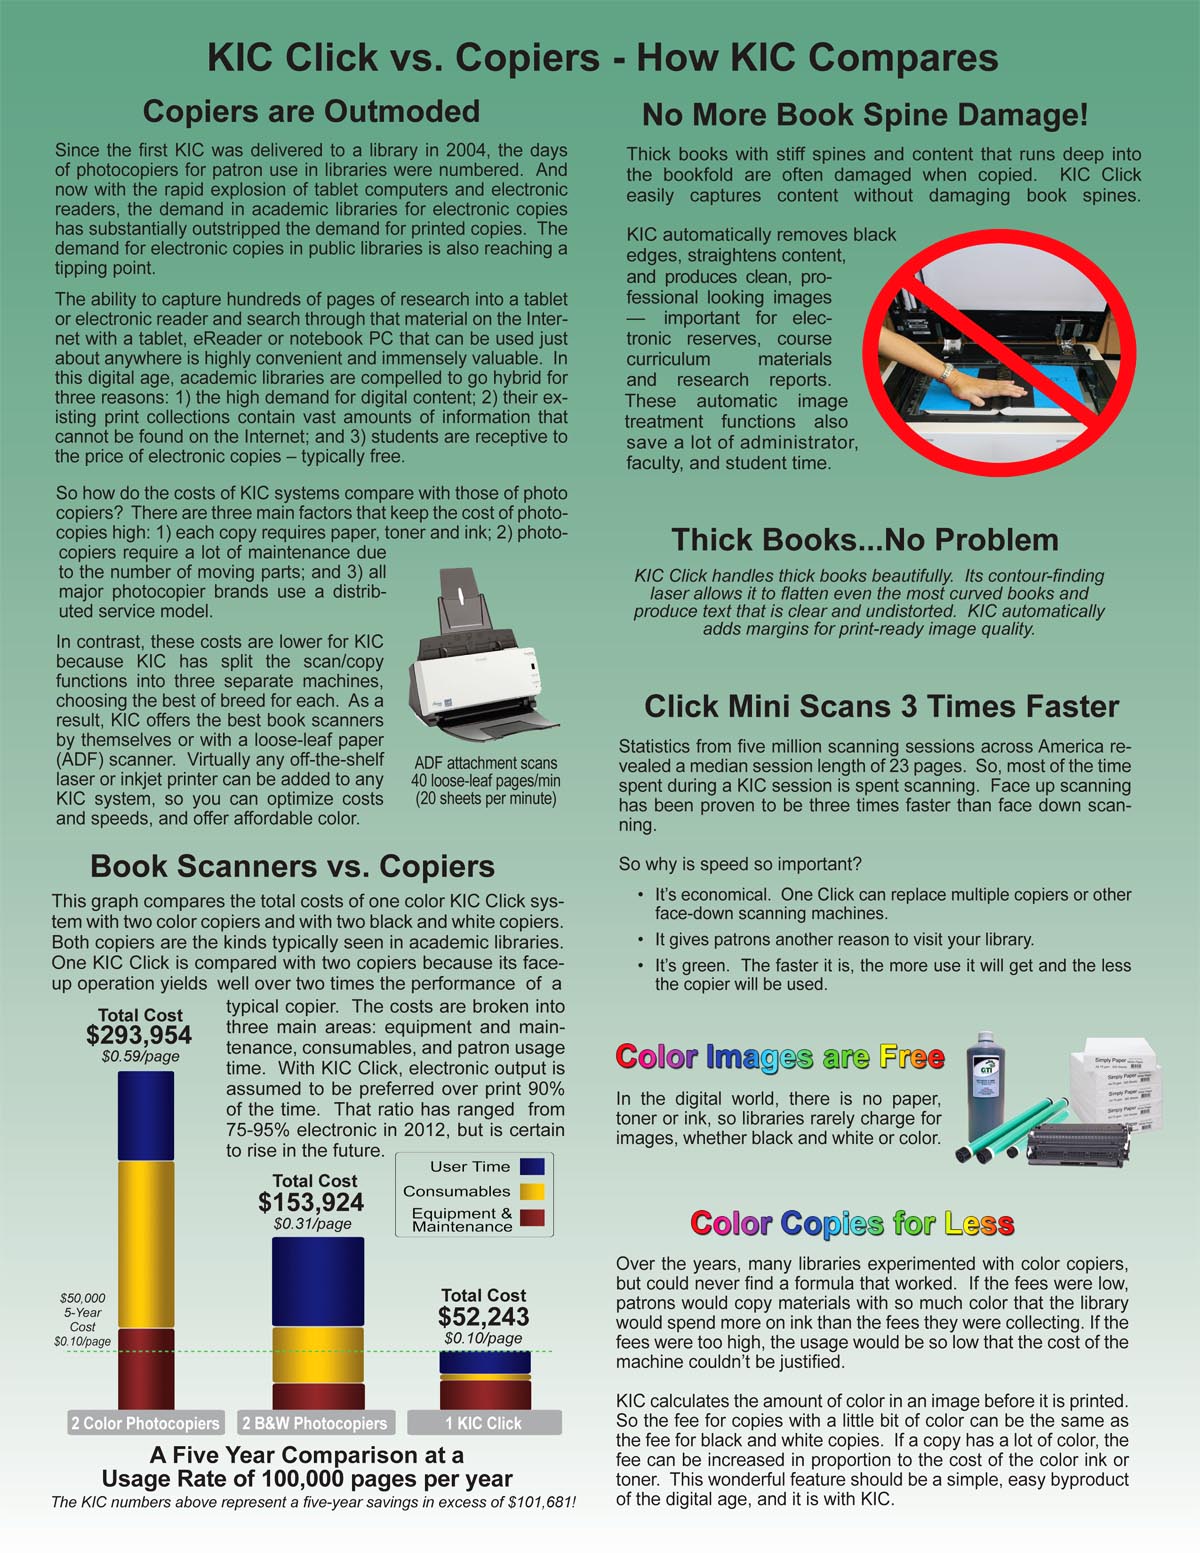 KIC Click vs. Copiers - How KIC Compares
Copiers are Outmoded
Since the first KIC was delivered to a library in 2004, the days
of photocopiers for patron use in libraries were numbered. And
now with the rapid explosion of tablet computers and electronic
readers, the demand in academic libraries for electronic copies
has substantially outstripped the demand for printed copies. The
demand for electronic copies in public libraries is also reaching a
tipping point.
The ability to capture hundreds of pages of research into a tablet
or electronic reader and search through that material on the Inter-
net with a tablet, eReader or notebook PC that can be used just
about anywhere is highly convenient and immensely valuable. In
this digital age, academic libraries are compelled to go hybrid for
three reasons: 1) the high demand for digital content; 2) their ex-
isting print collections contain vast amounts of information that
cannot be found on the Internet; and 3) students are receptive to
the price of electronic copies – typically free.
So how do the costs of KIC systems compare with those of photo
copiers? There are three main factors that keep the cost of photo-
copies high: 1) each copy requires paper, toner and ink; 2) photo-
copiers require a lot of maintenance due
to the number of moving parts; and 3) all
major photocopier brands use a distrib-
uted service model.
In contrast, these costs are lower for KIC
because KIC has split the scan/copy
functions into three separate machines,
choosing the best of breed for each. As a
result, KIC offers the best book scanners
by themselves or with a loose-leaf paper
(ADF) scanner. Virtually any off-the-shelf
laser or inkjet printer can be added to any
KIC system, so you can optimize costs
and speeds, and offer affordable color.
ADF attachment scans
40 loose-leaf pages/min
(20 sheets per minute)
Book Scanners vs. Copiers
This graph compares the total costs of one color KIC Click sys-
tem with two color copiers and with two black and white copiers.
Both copiers are the kinds typically seen in academic libraries.
One KIC Click is compared with two copiers because its face-
up operation yields well over two times the performance of a
typical copier. The costs are broken into
three main areas: equipment and main-
tenance, consumables, and patron usage
time. With KIC Click, electronic output is
assumed to be preferred over print 90%
of the time. That ratio has ranged from
75-95% electronic in 2012, but is certain
to rise in the future.
Total Cost
$293,954
$0.59/page
Total Cost
$153,924
$0.31/page
User Time
Consumables
Equipment &
Maintenance
Total Cost
$52,243
$0.10/page
$50,000
5-Year
Cost
$0.10/page
2 Color Photocopiers
2 B&W Photocopiers
1 KIC Click
A Five Year Comparison at a
Usage Rate of 100,000 pages per year
The KIC numbers above represent a five-year savings in excess of $101,681!
No More Book Spine Damage!
Thick books with stiff spines and content that runs deep into
the bookfold are often damaged when copied. KIC Click
easily captures content without damaging book spines.
KIC automatically removes black
edges, straightens content,
and produces clean, pro-
fessional looking images
— important for elec-
tronic reserves, course
curriculum materials
and research reports.
These automatic image
treatment functions also
save a lot of administrator,
faculty, and student time.
Thick Books...No Problem
KIC Click handles thick books beautifully. Its contour-finding
laser allows it to flatten even the most curved books and
produce text that is clear and undistorted. KIC automatically
adds margins for print-ready image quality.
Click Mini Scans 3 Times Faster
Statistics from five million scanning sessions across America re-
vealed a median session length of 23 pages. So, most of the time
spent during a KIC session is spent scanning. Face up scanning
has been proven to be three times faster than face down scan-
ning.
So why is speed so important?
• It's economical. One Click can replace multiple copiers or other
face-down scanning machines.
• It gives patrons another reason to visit your library.
• It's green. The faster it is, the more use it will get and the less
the copier will be used.
Color Images are Free
In the digital world, there is no paper,
toner or ink, so libraries rarely charge for
images, whether black and white or color.
GTI
Simply Paper
Simply Paper
Simply Paper
Simply Paper
Simply Paper
Color Copies for Less
Over the years, many libraries experimented with color copiers,
but could never find a formula that worked. If the fees were low,
patrons would copy materials with so much color that the library
would spend more on ink than the fees they were collecting. If the
fees were too high, the usage would be so low that the cost of the
machine couldn't be justified.
KIC calculates the amount of color in an image before it is printed.
So the fee for copies with a little bit of color can be the same as
the fee for black and white copies. If a copy has a lot of color, the
fee can be increased in proportion to the cost of the color ink or
toner. This wonderful feature should be a simple, easy byproduct
of the digital age, and it is with KIC.